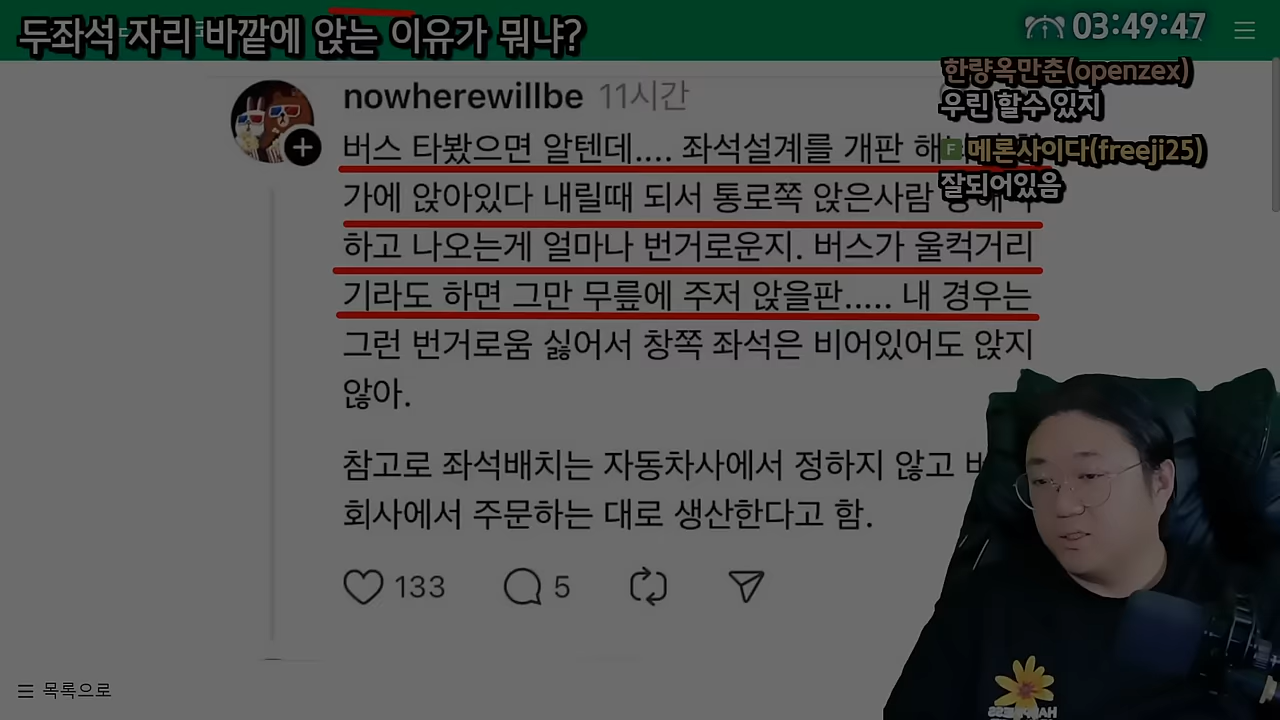 두좌석 자리 바깥에 앉는 이유가 뭐냐?
03:49:47
한량옥만춘(openzex)
우린 할수 있지
F 메론사이다(freeji25)
잘되어있음
nowherewillbe 11시간
버스 타봤으면 알텐데.... 좌석설계를 개판 해
가에 앉아있다 내릴때 되서 통로쪽 앉은사람
하고 나오는게 얼마나 번거로운지. 버스가 울컥거리
기라도 하면 그만 무릎에 주저 앉을판..... 내 경우는
그런 번거로움 싫어서 창쪽 좌석은 비어있어도 앉지
않아.
참고로 좌석배치는 자동차사에서 정하지 않고
회사에서 주문하는 대로 생산한다고 함.
133 5
목록으로